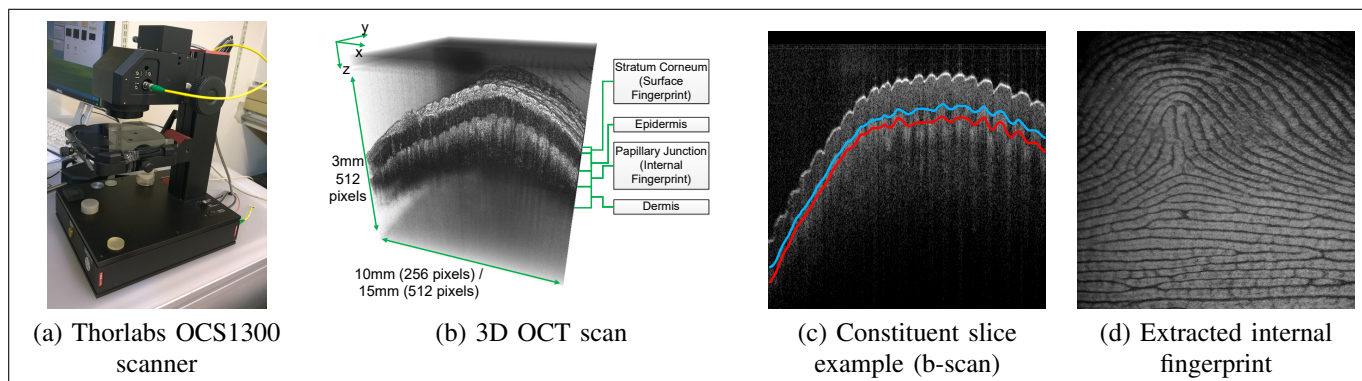 y
x
z
3mm
512
pixels
10mm (256 pixels) /
15mm (512 pixels)
Stratum Corneum
(Surface
Fingerprint)
Epidermis
Papillary Junction
(Internal
Fingerprint)
Dermis
(a) Thorlabs OCS1300
scanner
(b) 3D OCT scan
(c) Constituent slice
example (b-scan)
(d) Extracted internal
fingerprint